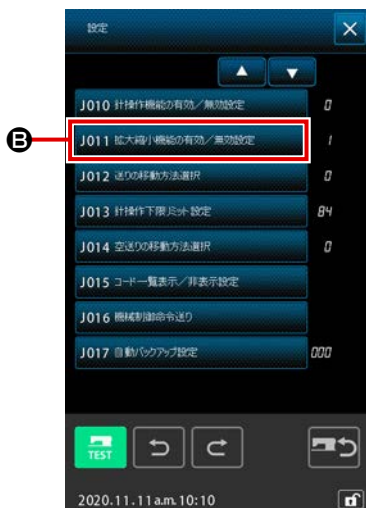 設定
J010 針操作機能の有効／無効設定 0
B J011 拡大縮小機能の有効／無効設定 1
J012 送りの移動方法選択 0
J013 針操作下限リミット設定 84
J014 空送りの移動方法選択 0
J015 コード一覧表示／非表示設定
J016 機械制御命令送り
J017 自動バックアップ設定 000
TEST
2020.11.11 a.m. 10:10